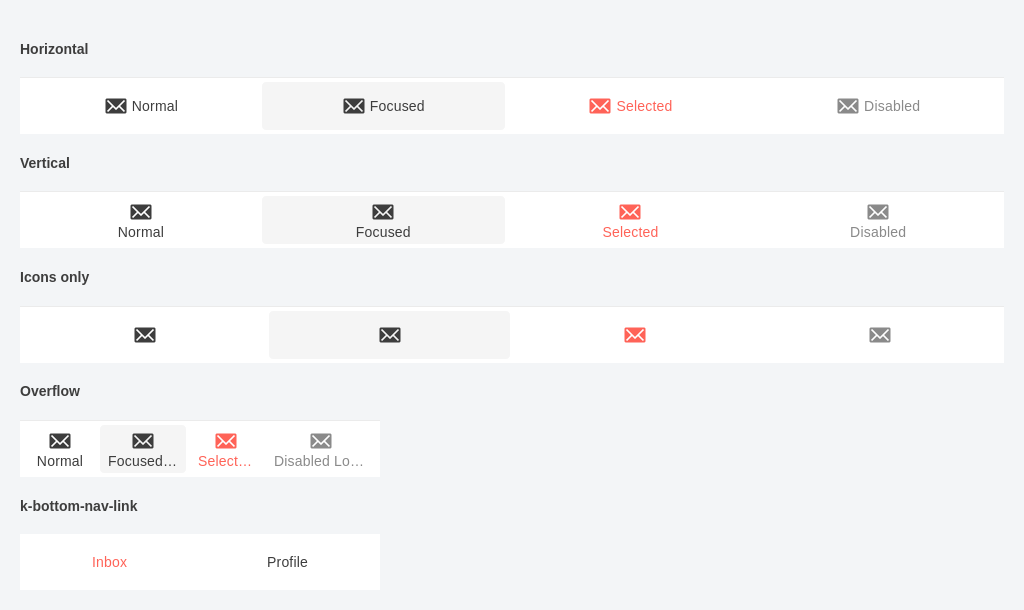 Horizontal
Normal Focused Selected Disabled
Vertical
Normal Focused Selected Disabled
Icons only
Overflow
Normal Focused… Select… Disabled Lo…
k-bottom-nav-link
Inbox Profile